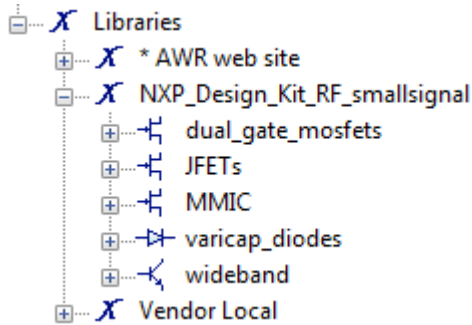 Libraries
* AWR web site
NXP_Design_Kit_RF_smallsignal
dual_gate_mosfets
JFETs
MMIC
varicap_diodes
wideband
Vendor Local